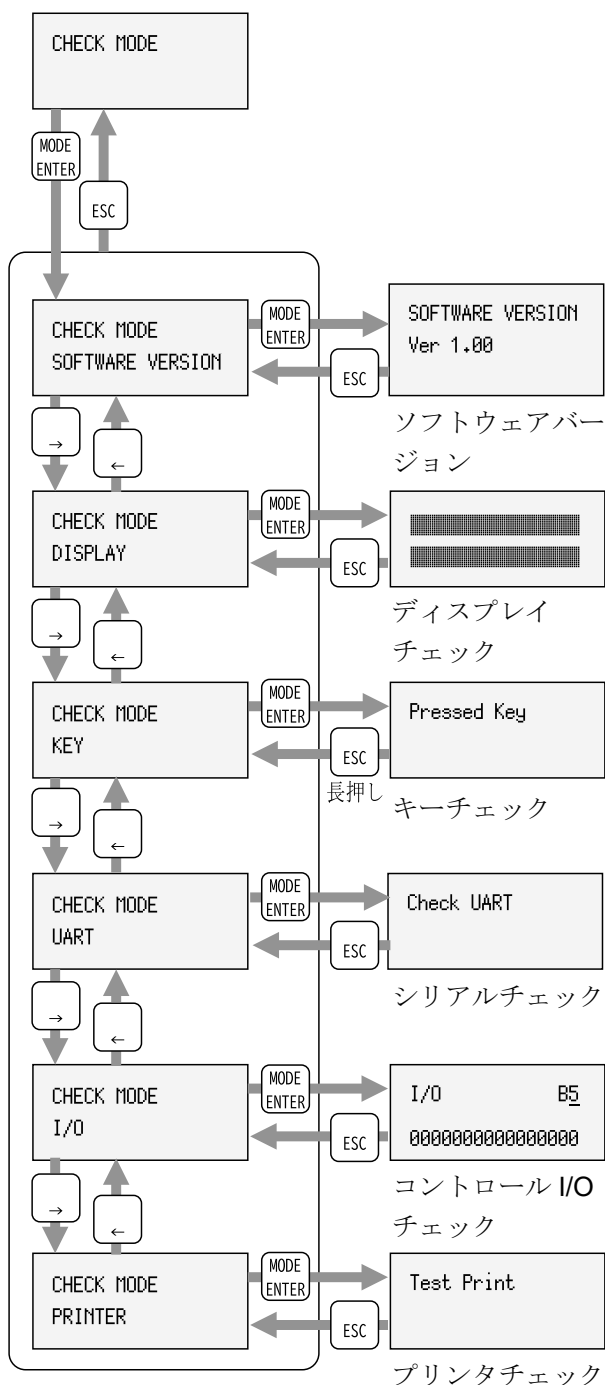 CHECK MODE
MODE
ENTER
ESC
CHECK MODE
SOFTWARE VERSION
MODE
ENTER
ESC
SOFTWARE VERSION
Ver 1.00
ソフトウェアバー
ジョン
→
←
CHECK MODE
DISPLAY
MODE
ENTER
ESC
ディスプレイ
チェック
→
←
CHECK MODE
KEY
MODE
ENTER
ESC
長押し
Pressed Key
キーチェック
→
←
CHECK MODE
UART
MODE
ENTER
ESC
Check UART
シリアルチェック
→
←
CHECK MODE
I/O
MODE
ENTER
ESC
I/O B5
0000000000000000
コントロール I/O
チェック
→
←
CHECK MODE
PRINTER
MODE
ENTER
ESC
Test Print
プリンタチェック